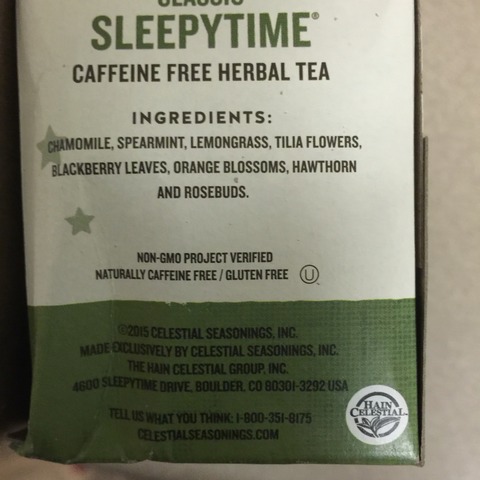 CLASSIC
SLEEPYTIME®
CAFFEINE FREE HERBAL TEA
INGREDIENTS:
CHAMOMILE, SPEARMINT, LEMONGRASS, TILIA FLOWERS,
BLACKBERRY LEAVES, ORANGE BLOSSOMS, HAWTHORN
AND ROSEBUDS.
NON-GMO PROJECT VERIFIED
NATURALLY CAFFEINE FREE / GLUTEN FREE U
©2015 CELESTIAL SEASONINGS, INC.
MADE EXCLUSIVELY BY CELESTIAL SEASONINGS, INC.
THE HAIN CELESTIAL GROUP, INC.
4600 SLEEPYTIME DRIVE, BOULDER, CO 80301-3292 USA
TELL US WHAT YOU THINK: 1-800-351-8175
CELESTIALSEASONINGS.COM
HAIN
CELESTIAL